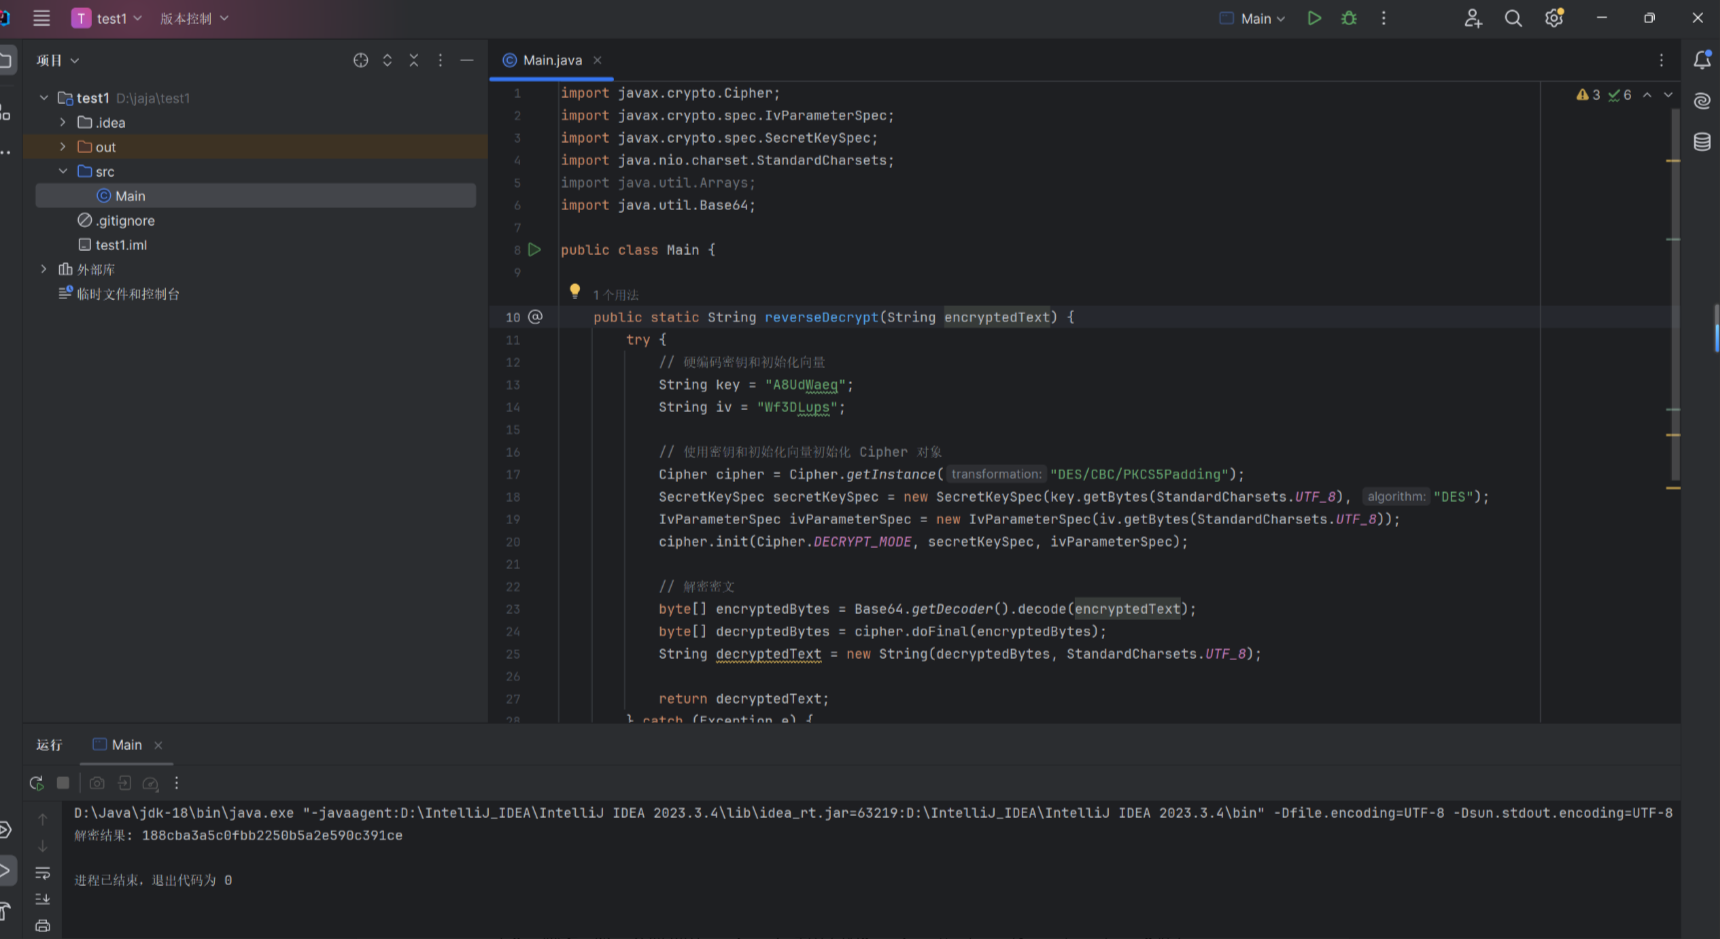 T test1 版本控制 Main
项目
Main.java
test1 D:\jaja\test1
.idea
out
src
Main
.gitignore
test1.iml
外部库
临时文件和控制台
3 6
1 import javax.crypto.Cipher;
2 import javax.crypto.spec.IvParameterSpec;
3 import javax.crypto.spec.SecretKeySpec;
4 import java.nio.charset.StandardCharsets;
5 import java.util.Arrays;
6 import java.util.Base64;
7
8 public class Main {
9
1 个用法
10 public static String reverseDecrypt(String encryptedText) {
11 try {
12 // 硬编码密钥和初始化向量
13 String key = "A8UdWaeq";
14 String iv = "Wf3DLups";
15
16 // 使用密钥和初始化向量初始化 Cipher 对象
17 Cipher cipher = Cipher.getInstance( transformation: "DES/CBC/PKCS5Padding");
18 SecretKeySpec secretKeySpec = new SecretKeySpec(key.getBytes(StandardCharsets.UTF_8), algorithm: "DES");
19 IvParameterSpec ivParameterSpec = new IvParameterSpec(iv.getBytes(StandardCharsets.UTF_8));
20 cipher.init(Cipher.DECRYPT_MODE, secretKeySpec, ivParameterSpec);
21
22 // 解密密文
23 byte[] encryptedBytes = Base64.getDecoder().decode(encryptedText);
24 byte[] decryptedBytes = cipher.doFinal(encryptedBytes);
25 String decryptedText = new String(decryptedBytes, StandardCharsets.UTF_8);
26
27 return decryptedText;
28 } catch (Exception e) {
运行 Main
D:\Java\jdk-18\bin\java.exe "-javaagent:D:\IntelliJ_IDEA\IntelliJ IDEA 2023.3.4\lib\idea_rt.jar=63219:D:\IntelliJ_IDEA\IntelliJ IDEA 2023.3.4\bin" -Dfile.encoding=UTF-8 -Dsun.stdout.encoding=UTF-8
解密结果: 188cba3a5c0fbb2250b5a2e590c391ce
进程已结束，退出代码为 0